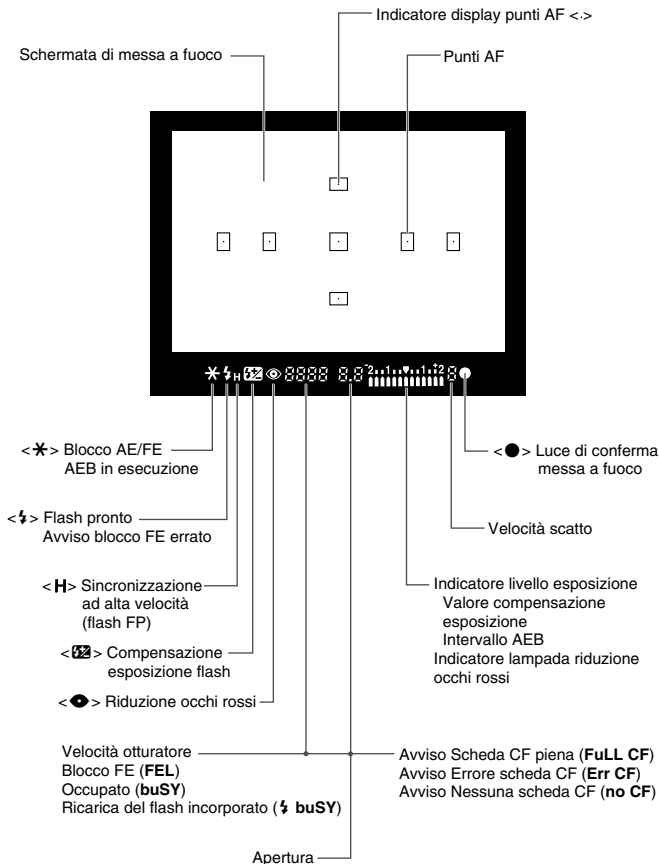 Indicatore display punti AF <·>
Schermata di messa a fuoco
Punti AF
-2..1..▼..1..+2
H
<✱> Blocco AE/FE
AEB in esecuzione
<●> Luce di conferma
messa a fuoco
<⚡> Flash pronto
Avviso blocco FE errato
Velocità scatto
<H> Sincronizzazione
ad alta velocità
(flash FP)
Indicatore livello esposizione
Valore compensazione
esposizione
Intervallo AEB
Indicatore lampada riduzione
occhi rossi
<> Compensazione
esposizione flash
<> Riduzione occhi rossi
Velocità otturatore
Blocco FE (FEL)
Occupato (buSY)
Ricarica del flash incorporato (⚡ buSY)
Avviso Scheda CF piena (FuLL CF)
Avviso Errore scheda CF (Err CF)
Avviso Nessuna scheda CF (no CF)
Apertura